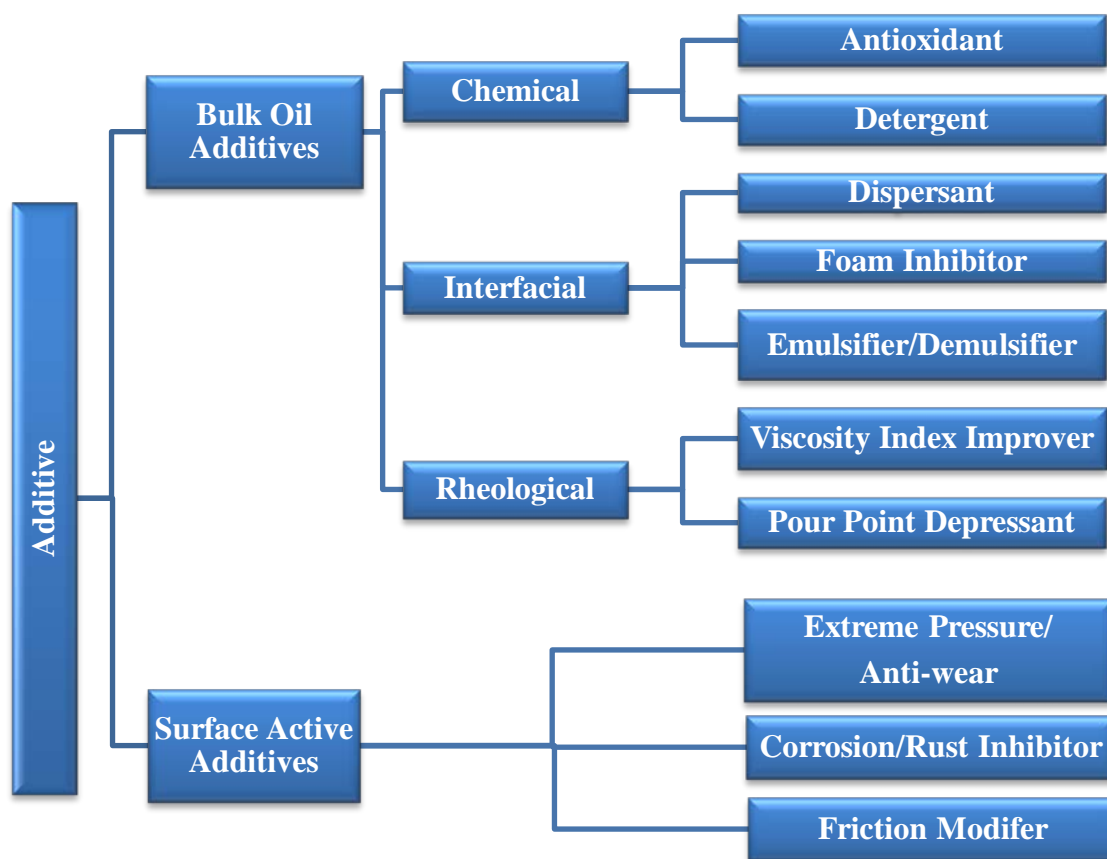 Additive
Bulk Oil
Additives
Chemical
Antioxidant
Detergent
Interfacial
Dispersant
Foam Inhibitor
Emulsifier/Demulsifier
Rheological
Viscosity Index Improver
Pour Point Depressant
Surface Active
Additives
Extreme Pressure/
Anti-wear
Corrosion/Rust Inhibitor
Friction Modifer